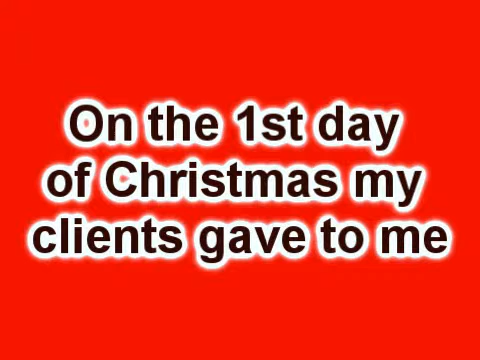 On the 1st day
of Christmas my
clients gave to me